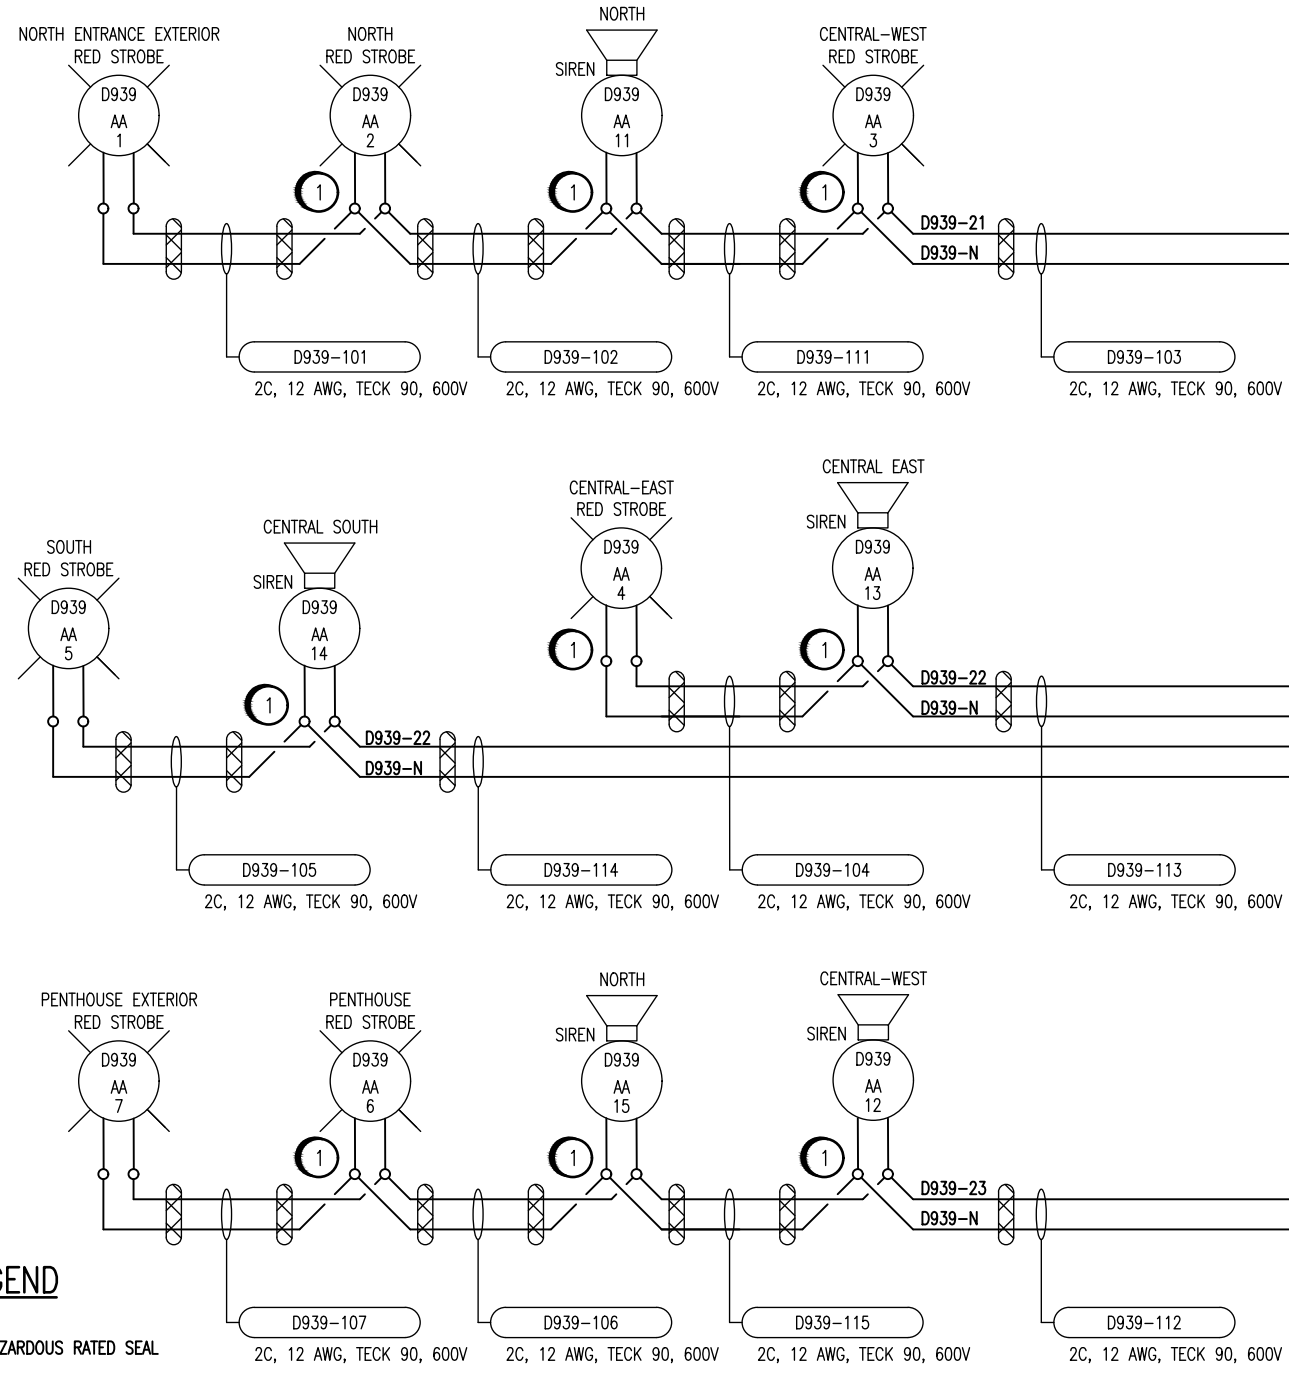 NORTH ENTRANCE EXTERIOR
RED STROBE
D939
AA
1
NORTH
RED STROBE
D939
AA
2
1
NORTH
SIREN
D939
AA
11
1
CENTRAL-WEST
RED STROBE
D939
AA
3
1
D939-21
D939-N
D939-101
2C, 12 AWG, TECK 90, 600V
D939-102
2C, 12 AWG, TECK 90, 600V
D939-111
2C, 12 AWG, TECK 90, 600V
D939-103
2C, 12 AWG, TECK 90, 600V
SOUTH
RED STROBE
D939
AA
5
CENTRAL SOUTH
SIREN
D939
AA
14
1
D939-22
D939-N
CENTRAL-EAST
RED STROBE
D939
AA
4
1
CENTRAL EAST
SIREN
D939
AA
13
1
D939-22
D939-N
D939-105
2C, 12 AWG, TECK 90, 600V
D939-114
2C, 12 AWG, TECK 90, 600V
D939-104
2C, 12 AWG, TECK 90, 600V
D939-113
2C, 12 AWG, TECK 90, 600V
PENTHOUSE EXTERIOR
RED STROBE
D939
AA
7
PENTHOUSE
RED STROBE
D939
AA
6
1
NORTH
SIREN
D939
AA
15
1
CENTRAL-WEST
SIREN
D939
AA
12
1
D939-23
D939-N
D939-107
2C, 12 AWG, TECK 90, 600V
D939-106
2C, 12 AWG, TECK 90, 600V
D939-115
2C, 12 AWG, TECK 90, 600V
D939-112
2C, 12 AWG, TECK 90, 600V
GEND
ZARDOUS RATED SEAL